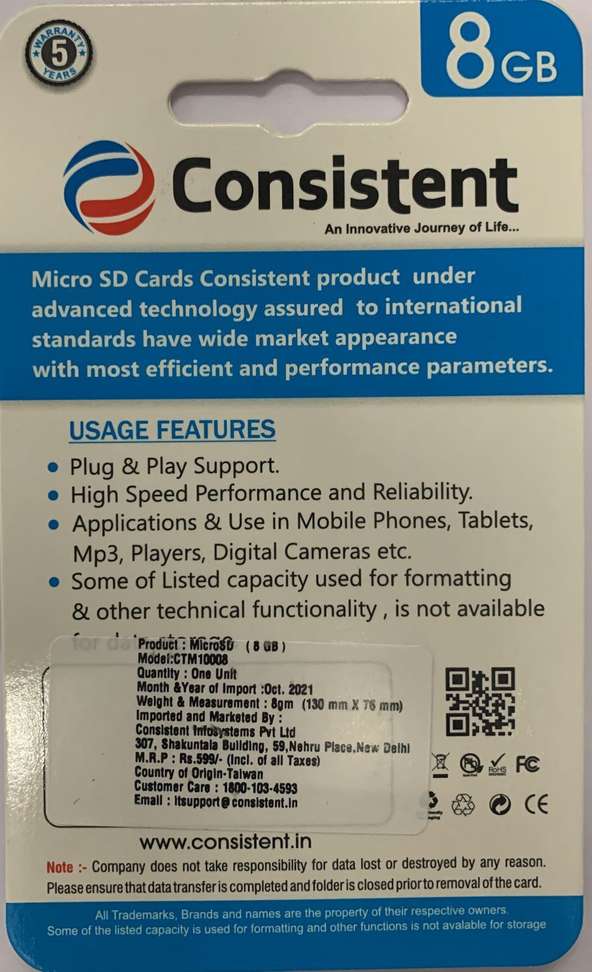 WARRANTY
5
YEARS
8GB
Consistent
An Innovative Journey of Life...
Micro SD Cards Consistent product under
advanced technology assured to international
standards have wide market appearance
with most efficient and performance parameters.
USAGE FEATURES
• Plug & Play Support.
• High Speed Performance and Reliability.
• Applications & Use in Mobile Phones, Tablets,
Mp3, Players, Digital Cameras etc.
• Some of Listed capacity used for formatting
& other technical functionality , is not available
for data
Product : MicroSD ( 8 GB )
Model:CTM10008
Quantity : One Unit
Month &Year of Import :Oct. 2021
Weight & Measurement : 8gm (130 mm X 76 mm)
Imported and Marketed By :
Consistent Infosystems Pvt Ltd
307, Shakuntala Building, 59,Nehru Place,New Delhi
M.R.P : Rs.599/- (Incl. of all Taxes)
Country of Origin-Taiwan
Customer Care : 1800-103-4593
Email : itsupport@consistent.in
Pb RoHS FC
CE
www.consistent.in
Note :- Company does not take responsibility for data lost or destroyed by any reason.
Please ensure that data transfer is completed and folder is closed prior to removal of the card.
All Trademarks, Brands and names are the property of their respective owners.
Some of the listed capacity is used for formatting and other functions is not available for storage